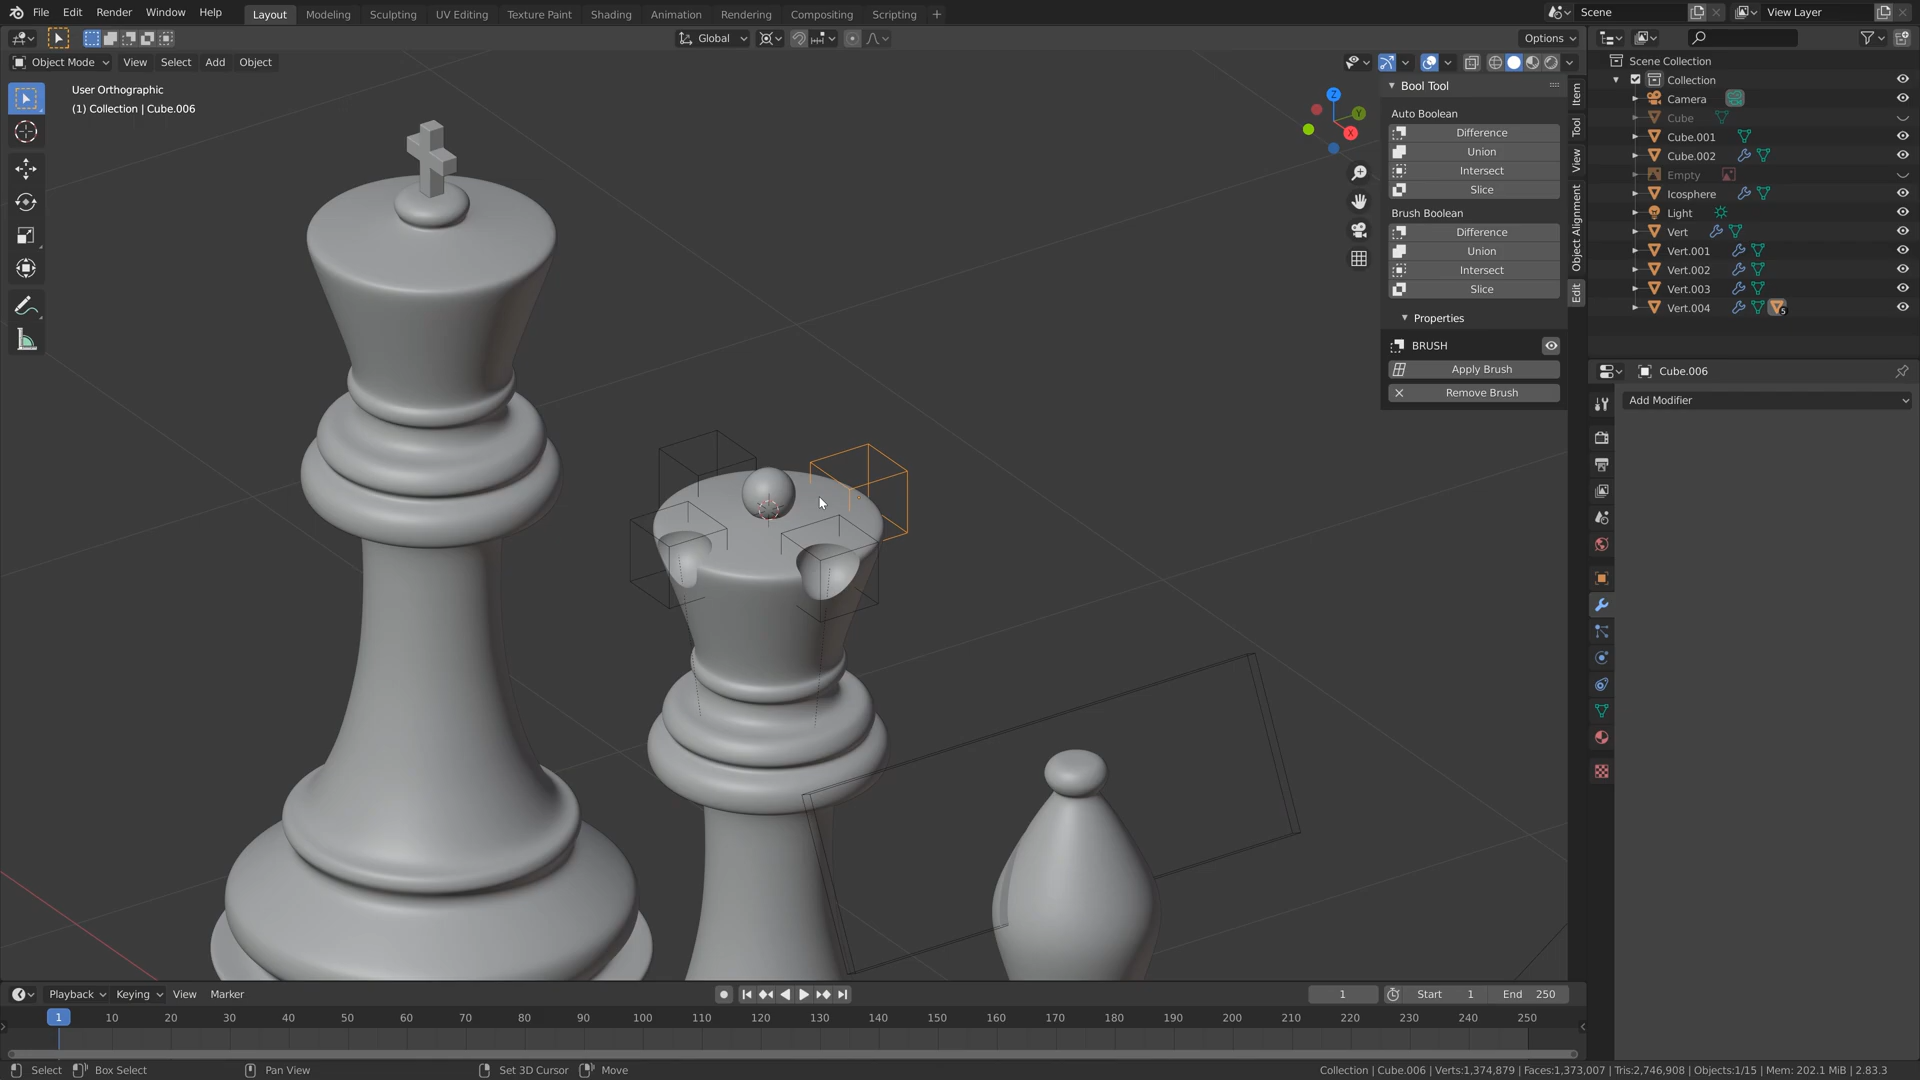 File Edit Render Window Help Layout Modeling Sculpting UV Editing Texture Paint Shading Animation Rendering Compositing Scripting + Scene View Layer
Global Options
Object Mode View Select Add Object
User Orthographic
(1) Collection | Cube.006
Z
Y
X
Bool Tool
Auto Boolean
Difference
Union
Intersect
Slice
Brush Boolean
Difference
Union
Intersect
Slice
Properties
BRUSH
Apply Brush
Remove Brush
Item
Tool
View
Object Alignment
Edit
Scene Collection
Collection
Camera
Cube
Cube.001
Cube.002
Empty
Icosphere
Light
Vert
Vert.001
Vert.002
Vert.003
Vert.004 5
Cube.006
Add Modifier
Playback Keying View Marker 1 Start 1 End 250
1 10 20 30 40 50 60 70 80 90 100 110 120 130 140 150 160 170 180 190 200 210 220 230 240 250
Select Box Select Pan View Set 3D Cursor Move Collection | Cube.006 | Verts:1,374,879 | Faces:1,373,007 | Tris:2,746,908 | Objects:1/15 | Mem: 202.1 MiB | 2.83.3